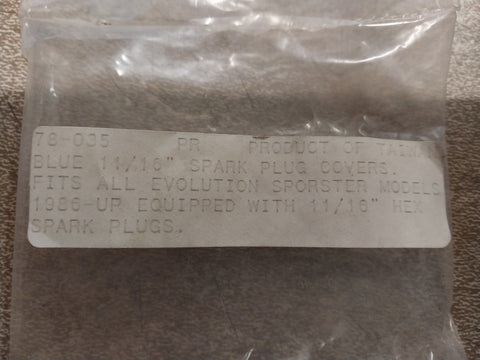 78-035 PR PRODUCT OF TAIWAN
BLUE 11/16" SPARK PLUG COVERS.
FITS ALL EVOLUTION SPORSTER MODELS
1986-UP EQUIPPED WITH 11/16" HEX
SPARK PLUGS.